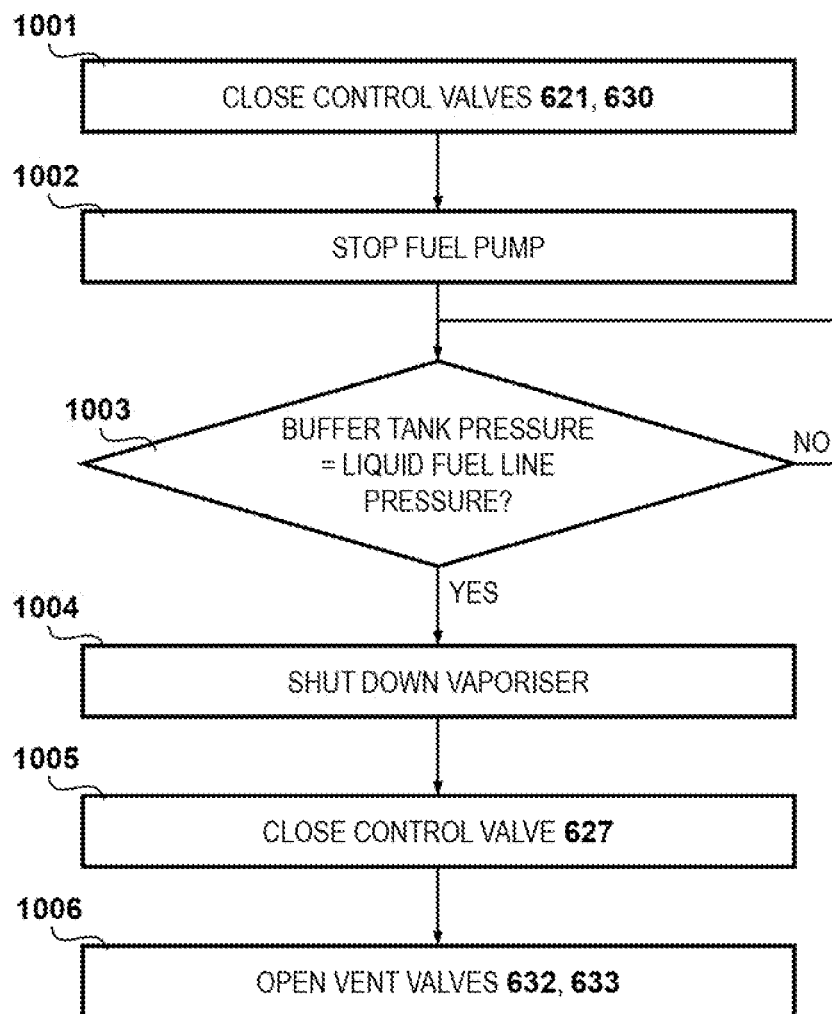 1001
CLOSE CONTROL VALVES 621, 630
1002
STOP FUEL PUMP
1003
BUFFER TANK PRESSURE
= LIQUID FUEL LINE
PRESSURE?
NO
YES
1004
SHUT DOWN VAPORISER
1005
CLOSE CONTROL VALVE 627
1006
OPEN VENT VALVES 632, 633